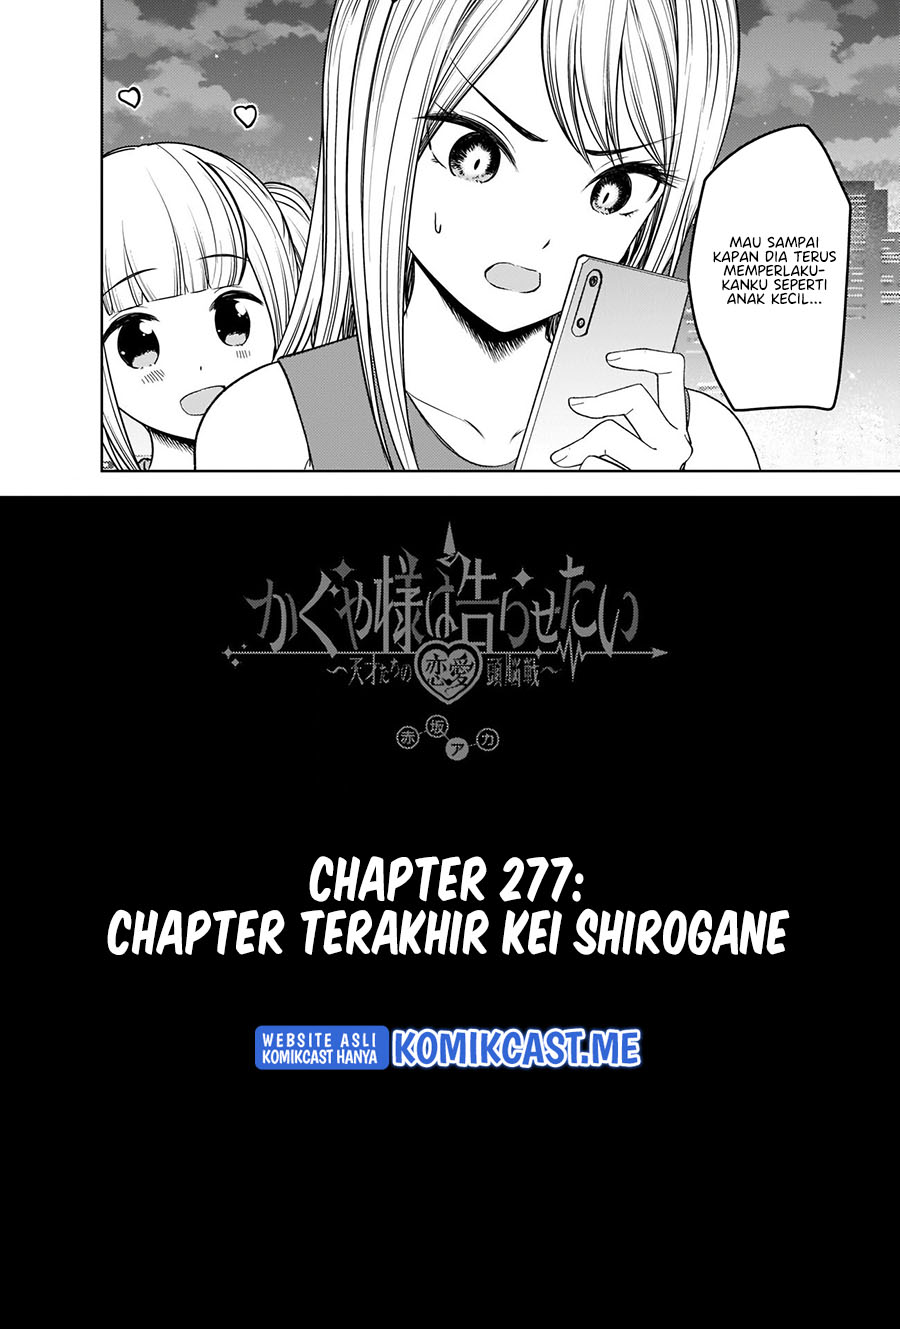 MAU SAMPAI
KAPAN DIA TERUS
MEMPERLAKU-
KANKU SEPERTI
ANAK KECIL...
かぐや様は告らせたい
～天才たちの恋愛頭脳戦～
赤坂アカ
CHAPTER 277:
CHAPTER TERAKHIR KEI SHIROGANE
WEBSITE ASLI
KOMIKCAST HANYA
KOMIKCAST.ME